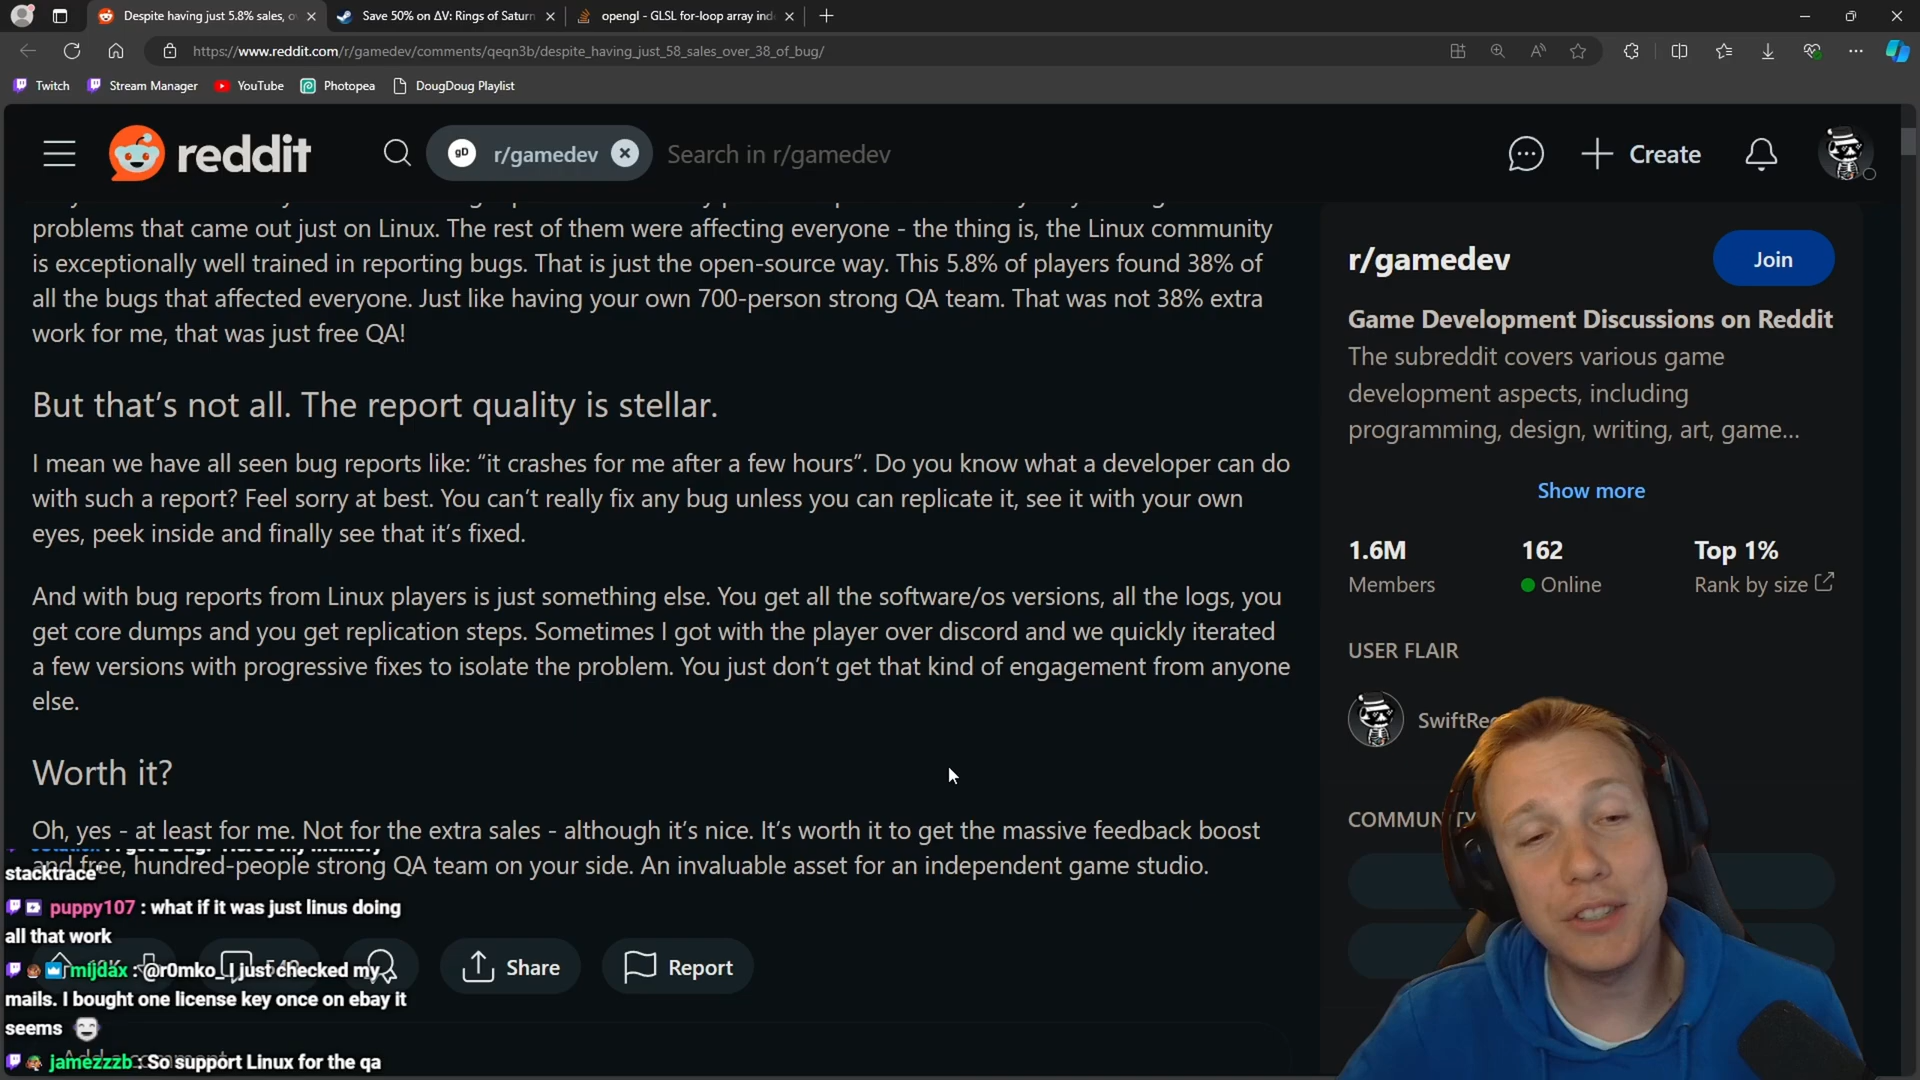 Despite having just 5.8% sales, o
Save 50% on ΔV: Rings of Saturn
opengl - GLSL for-loop array ind
https://www.reddit.com/r/gamedev/comments/qeqn3b/despite_having_just_58_sales_over_38_of_bug/
Twitch
Stream Manager
YouTube
Photopea
DougDoug Playlist
reddit
gD r/gamedev
Search in r/gamedev
Create
problems that came out just on Linux. The rest of them were affecting everyone - the thing is, the Linux community
is exceptionally well trained in reporting bugs. That is just the open-source way. This 5.8% of players found 38% of
all the bugs that affected everyone. Just like having your own 700-person strong QA team. That was not 38% extra
work for me, that was just free QA!
But that’s not all. The report quality is stellar.
I mean we have all seen bug reports like: “it crashes for me after a few hours”. Do you know what a developer can do
with such a report? Feel sorry at best. You can’t really fix any bug unless you can replicate it, see it with your own
eyes, peek inside and finally see that it’s fixed.
And with bug reports from Linux players is just something else. You get all the software/os versions, all the logs, you
get core dumps and you get replication steps. Sometimes I got with the player over discord and we quickly iterated
a few versions with progressive fixes to isolate the problem. You just don’t get that kind of engagement from anyone
else.
Worth it?
Oh, yes - at least for me. Not for the extra sales - although it’s nice. It’s worth it to get the massive feedback boost
and free, hundred-people strong QA team on your side. An invaluable asset for an independent game studio.
Share
Report
r/gamedev
Join
Game Development Discussions on Reddit
The subreddit covers various game
development aspects, including
programming, design, writing, art, game...
Show more
1.6M
Members
162
Online
Top 1%
Rank by size
USER FLAIR
SwiftRe
COMMUN
stacktrace"
puppy107 : what if it was just linus doing
all that work
mijdax : @r0mko_ I just checked my
mails. I bought one license key once on ebay it
seems
jamezzzb : So support Linux for the qa